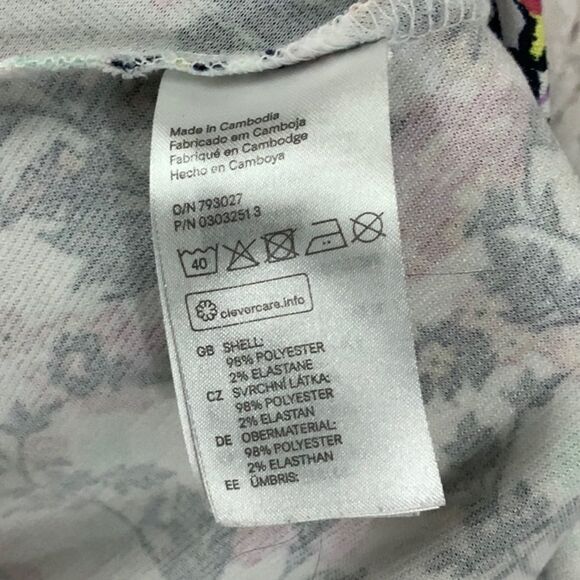 Made in Cambodia
Fabricado em Camboja
Fabriqué en Cambodge
Hecho en Camboya
O/N 793027
P/N 0303251 3
40
clevercare.info
GB SHELL:
98% POLYESTER
2% ELASTANE
CZ SVRCHNÍ LÁTKA:
98% POLYESTER
2% ELASTAN
DE OBERMATERIAL:
98% POLYESTER
2% ELASTHAN
EE ÜMBRIS: